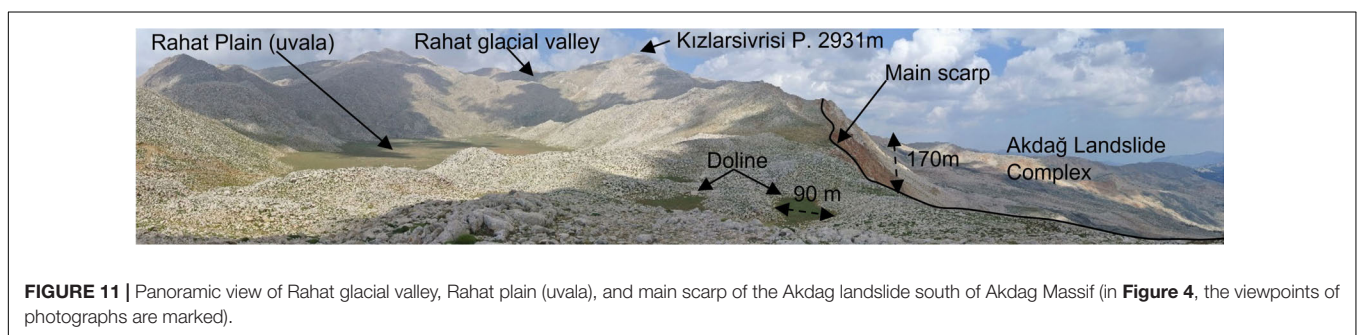 Rahat Plain (uvala)
Rahat glacial valley
Kızlarsivrisi P. 2931m
Main scarp
Akdağ Landslide
Complex
170m
Doline
90 m
FIGURE 11 | Panoramic view of Rahat glacial valley, Rahat plain (uvala), and main scarp of the Akdag landslide south of Akdag Massif (in Figure 4, the viewpoints of
photographs are marked).